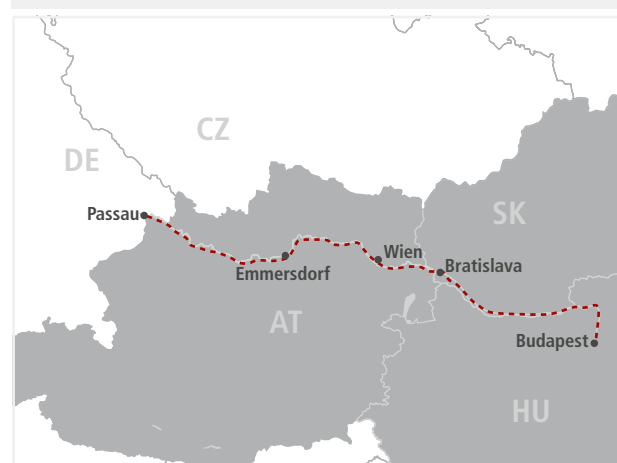 CZ
DE
SK
Passau
Wien
Bratislava
Emmersdorf
AT
Budapest
HU